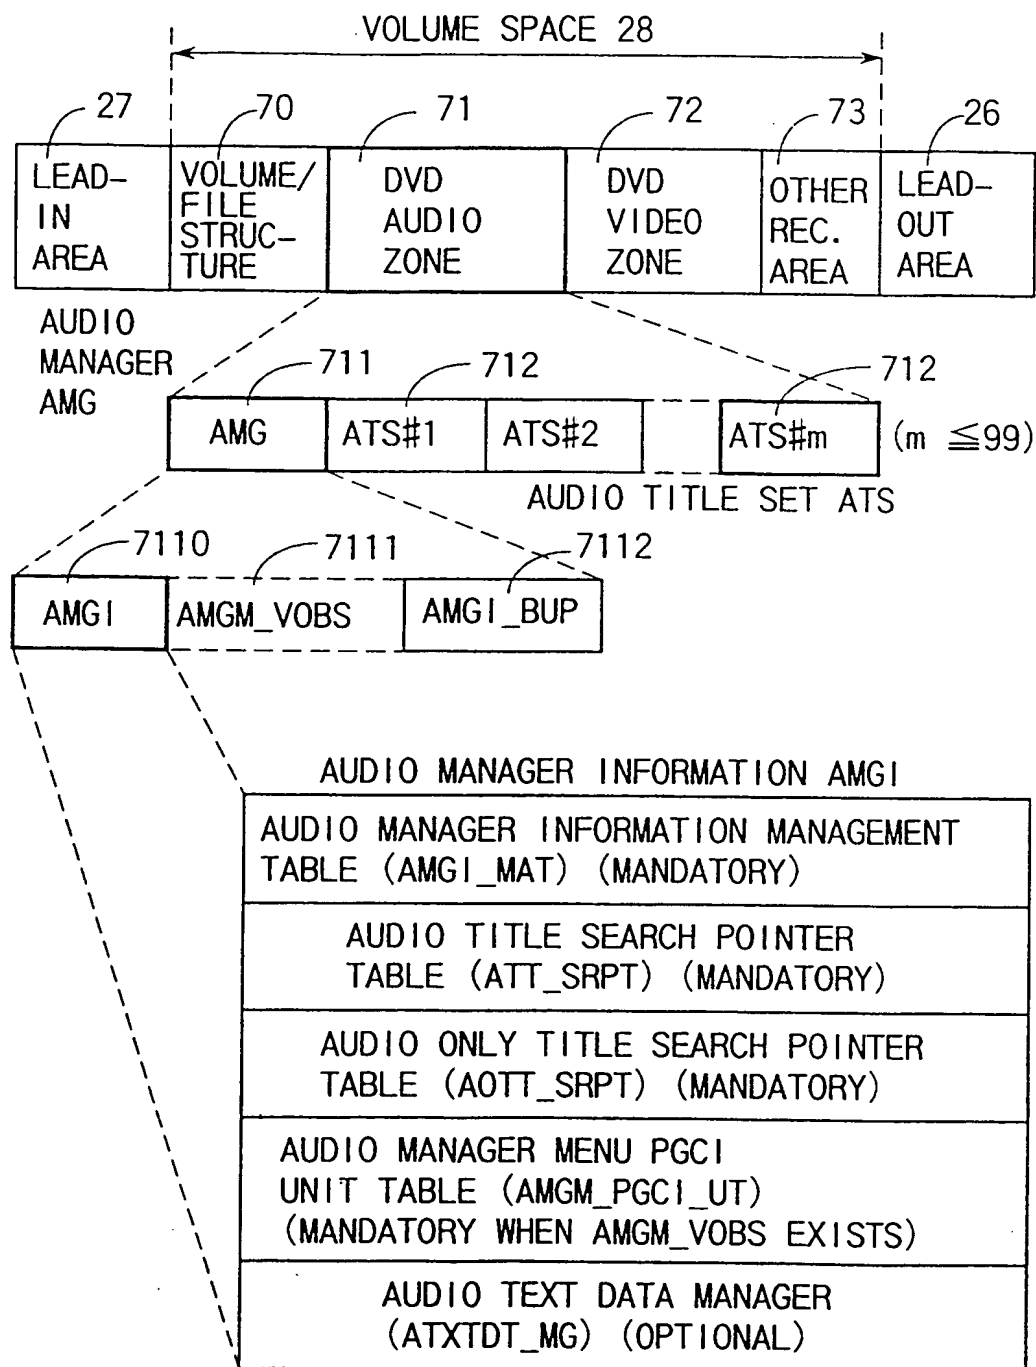 VOLUME SPACE 28
27
70
71
72
73
26
LEAD-
IN
AREA
VOLUME/
FILE
STRUC-
TURE
DVD
AUDIO
ZONE
DVD
VIDEO
ZONE
OTHER
REC.
AREA
LEAD-
OUT
AREA
AUDIO
MANAGER
AMG
711
712
712
AMG
ATS#1
ATS#2
ATS#m
(m ≦99)
AUDIO TITLE SET ATS
7110
7111
7112
AMGI
AMGM_VOBS
AMGI_BUP
AUDIO MANAGER INFORMATION AMGI
AUDIO MANAGER INFORMATION MANAGEMENT
TABLE (AMGI_MAT) (MANDATORY)
AUDIO TITLE SEARCH POINTER
TABLE (ATT_SRPT) (MANDATORY)
AUDIO ONLY TITLE SEARCH POINTER
TABLE (AOTT_SRPT) (MANDATORY)
AUDIO MANAGER MENU PGCI
UNIT TABLE (AMGM_PGCI_UT)
(MANDATORY WHEN AMGM_VOBS EXISTS)
AUDIO TEXT DATA MANAGER
(ATXTDT_MG) (OPTIONAL)